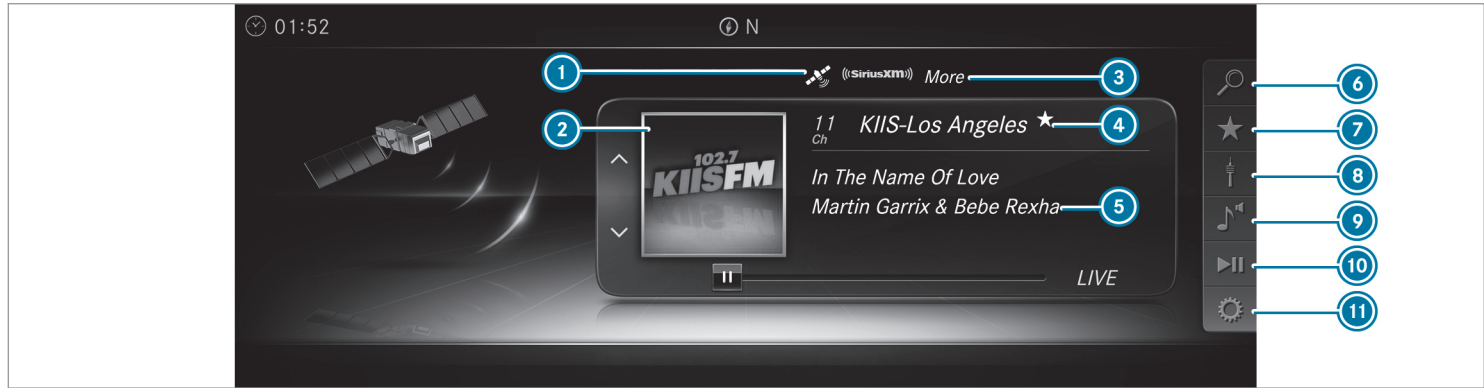 01:52
N
1
((SiriusXM))
More
3
2
11
Ch
KIIS-Los Angeles
4
102.7
KIISFM
In The Name Of Love
Martin Garrix & Bebe Rexha
5
LIVE
6
7
8
9
10
11